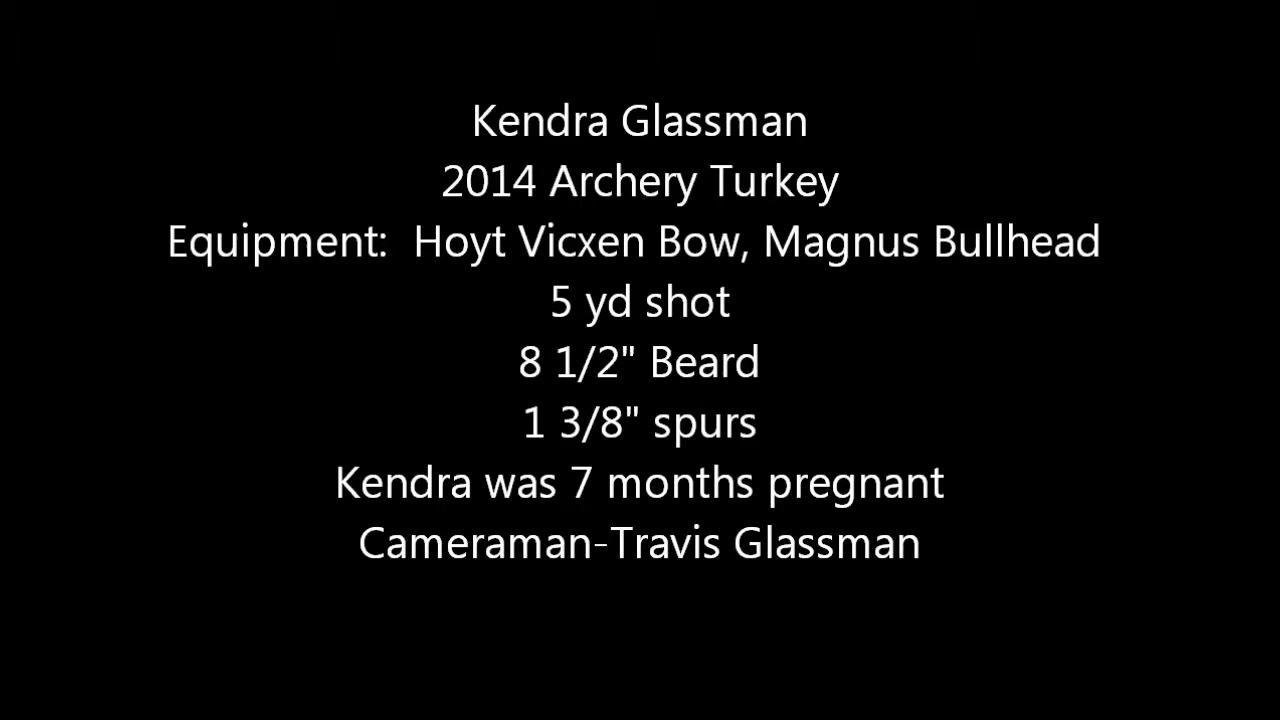 Kendra Glassman
2014 Archery Turkey
Equipment:  Hoyt Vicxen Bow, Magnus Bullhead
5 yd shot
8 1/2" Beard
1 3/8" spurs
Kendra was 7 months pregnant
Cameraman-Travis Glassman